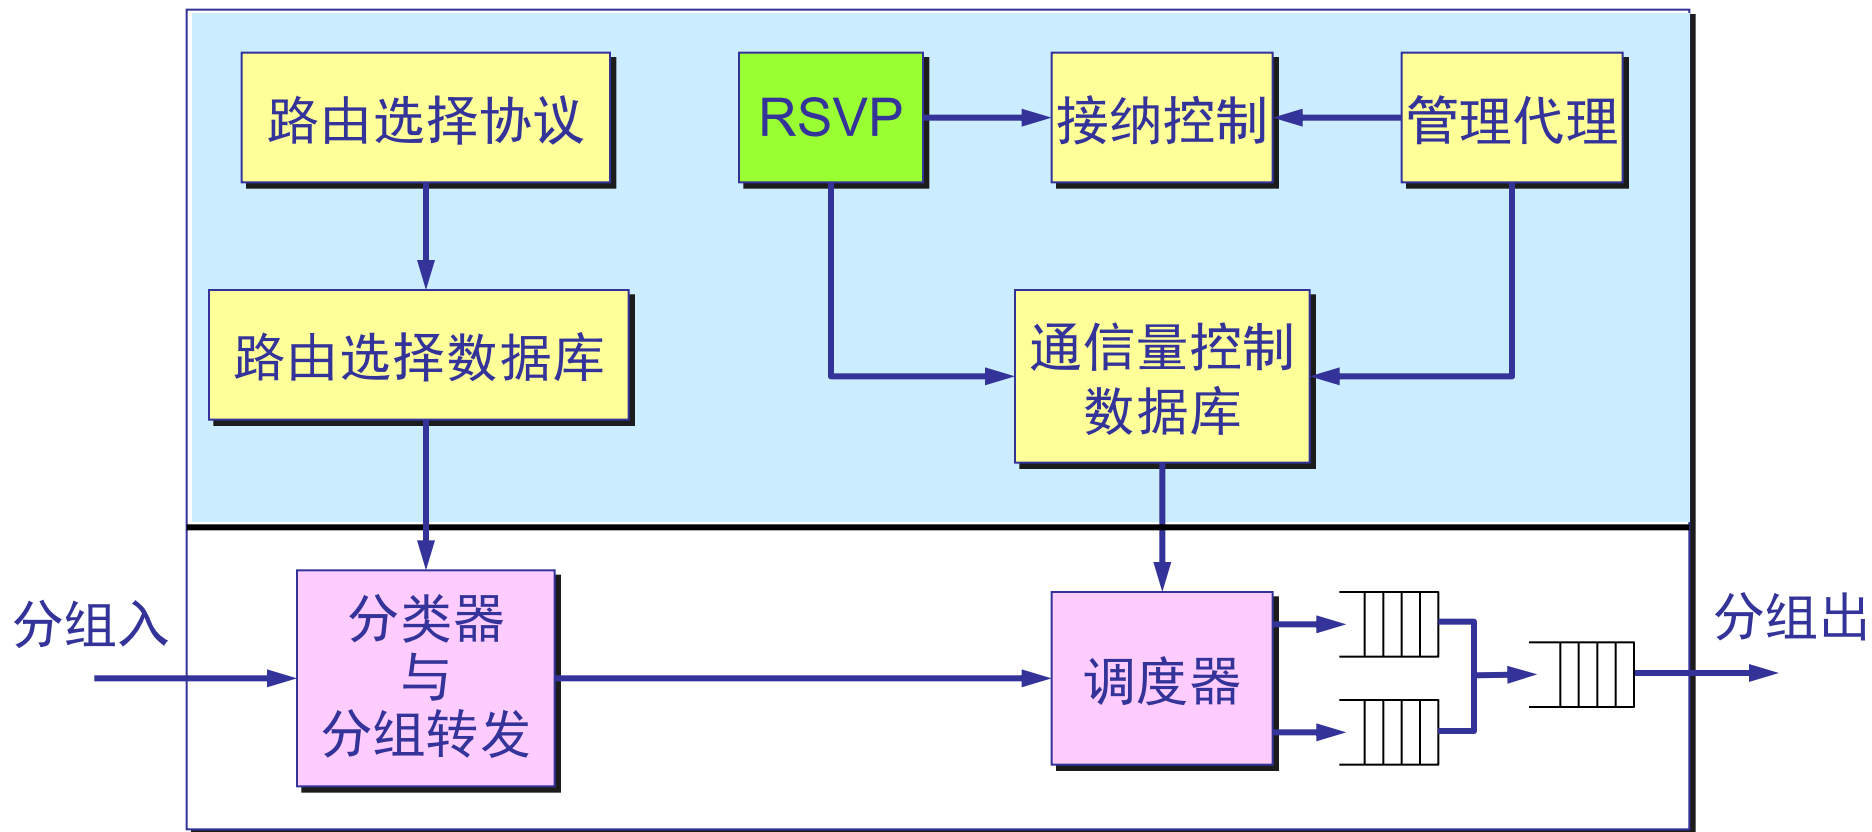 路由选择协议
RSVP
接纳控制
管理代理
路由选择数据库
通信量控制
数据库
分组入
分类器
与
分组转发
调度器
分组出